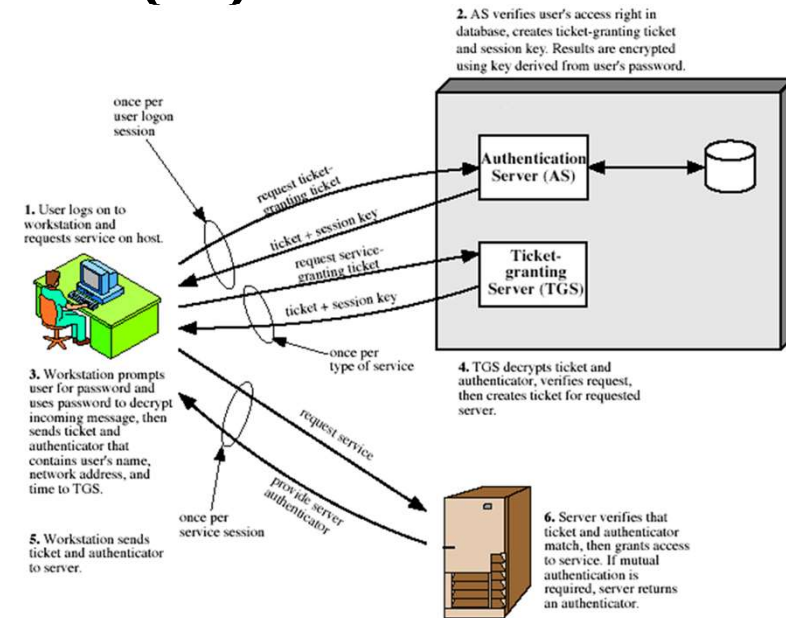 2. AS verifies user's access right in
database, creates ticket-granting ticket
and session key. Results are encrypted
using key derived from user's password.
once per
user logon
session
Authentication
Server (AS)
request ticket-
granting ticket
1. User logs on to
workstation and
requests service on host.
ticket + session key
request service-
granting ticket
Ticket-
granting
Server (TGS)
ticket + session key
once per
type of service
3. Workstation prompts
user for password and
uses password to decrypt
incoming message, then
sends ticket and
authenticator that
contains user's name,
network address, and
time to TGS.
4. TGS decrypts ticket and
authenticator, verifies request,
then creates ticket for requested
server.
request service
provide server
authenticator
once per
service session
5. Workstation sends
ticket and authenticator
to server.
6. Server verifies that
ticket and authenticator
match, then grants access
to service. If mutual
authentication is
required, server returns
an authenticator.